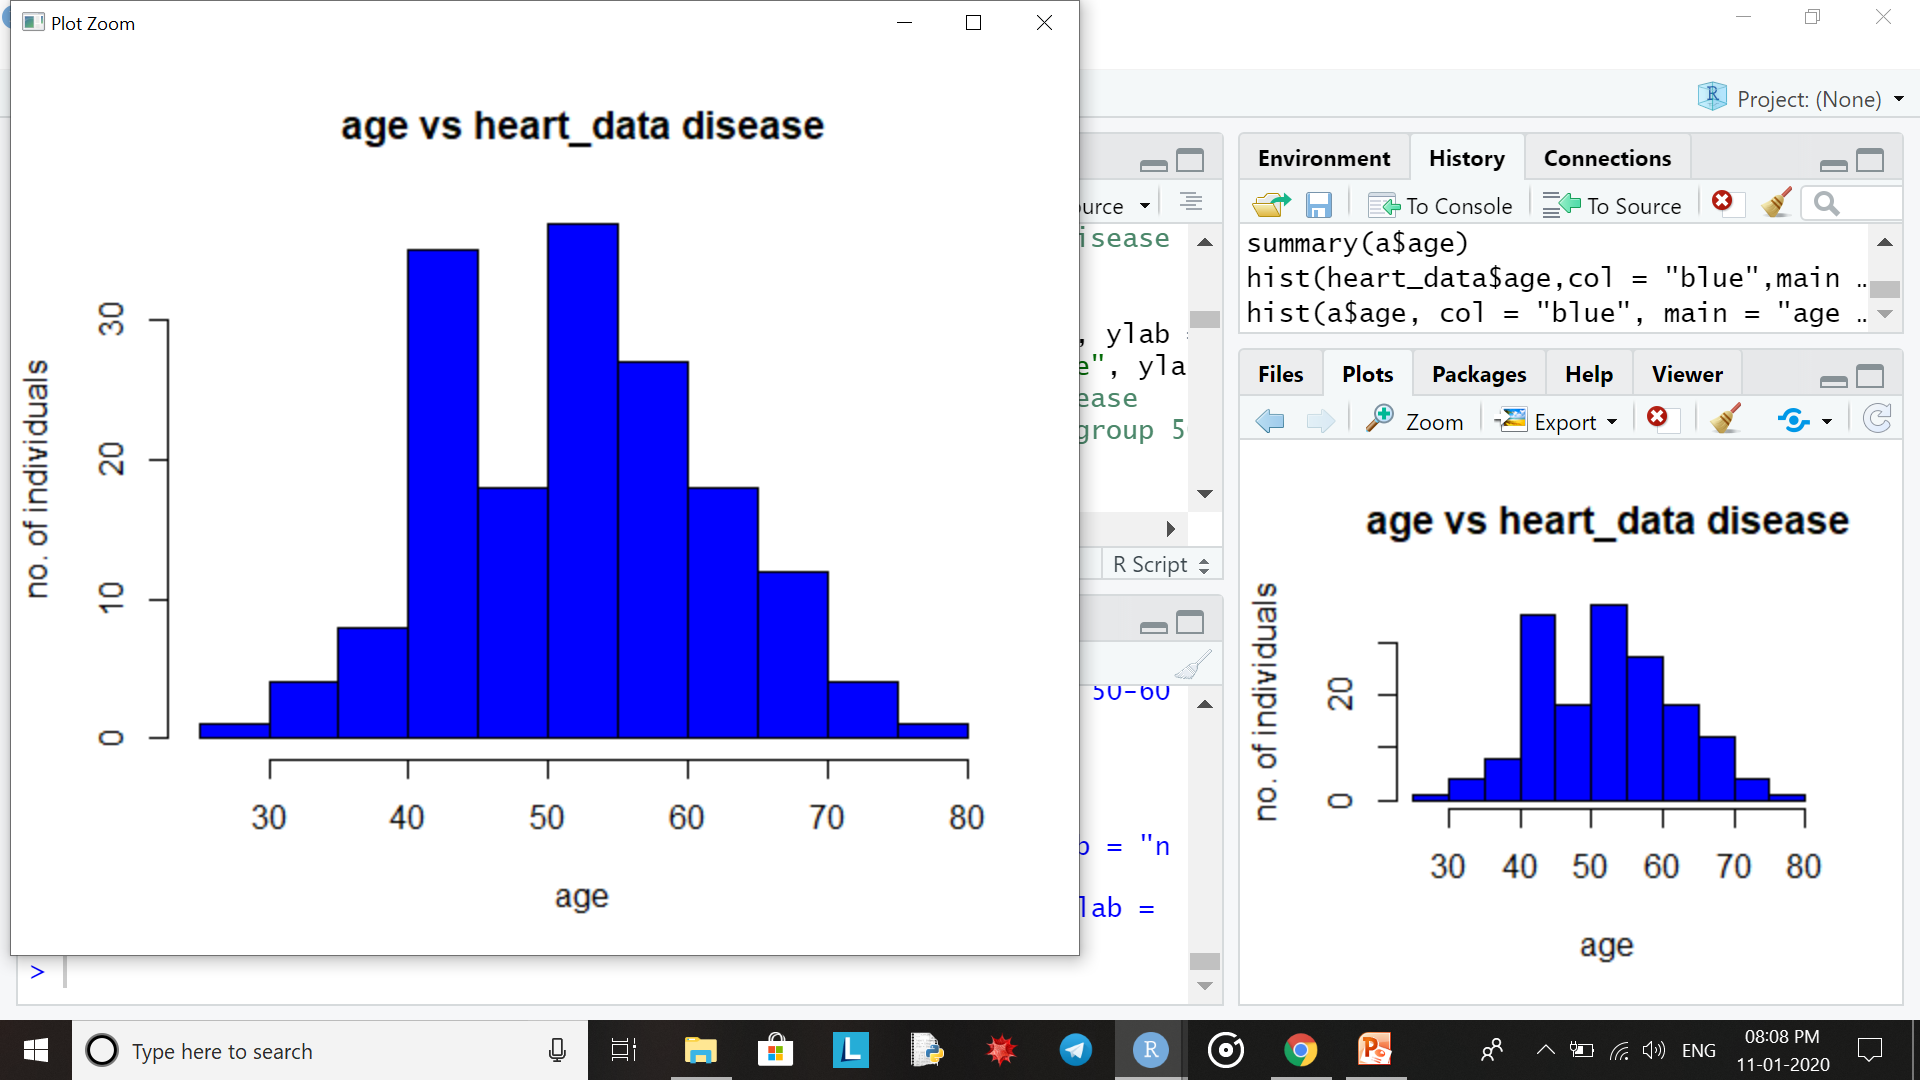 Plot Zoom
age vs heart_data disease
30
20
10
0
no. of individuals
30 40 50 60 70 80
age
Project: (None)
ource
isease
, ylab
e", yla
ease
group 5
R Script
50-60
= "n
lab =
>
Environment History Connections
To Console To Source
summary(a$age)
hist(heart_data$age,col = "blue",main …
hist(a$age, col = "blue", main = "age …
Files Plots Packages Help Viewer
Zoom Export
age vs heart_data disease
20
0
no. of individuals
30 40 50 60 70 80
age
Type here to search
L
R
ENG
08:08 PM
11-01-2020